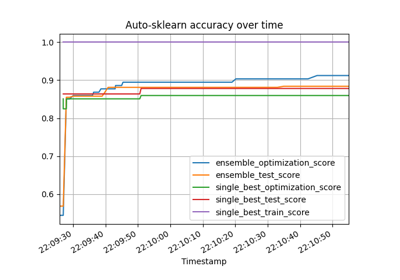 Auto-sklearn accuracy over time
1.0
0.9
0.8
0.7
0.6
ensemble_optimization_score
ensemble_test_score
single_best_optimization_score
single_best_test_score
single_best_train_score
22:09:30
22:09:40
22:09:50
22:10:00
22:10:10
22:10:20
22:10:30
22:10:40
22:10:50
Timestamp